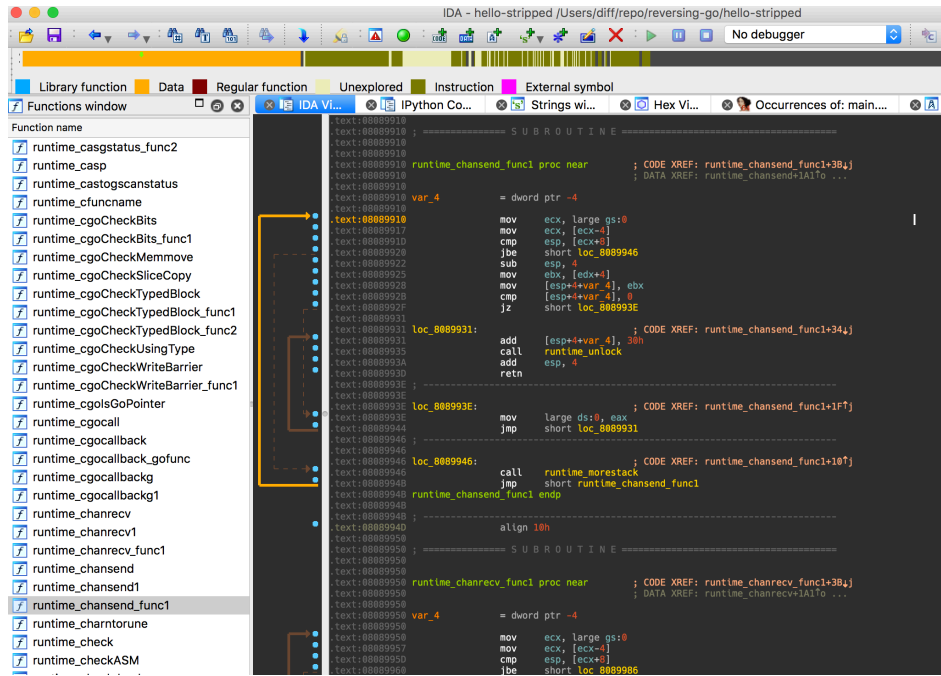 IDA - hello-stripped /Users/diff/repo/reversing-go/hello-stripped
No debugger
Library function Data Regular function Unexplored Instruction External symbol
Functions window
IDA Vi... IPython Co... Strings wi... Hex Vi... Occurrences of: main....
Function name
runtime_casgstatus_func2
runtime_casp
runtime_castogscanstatus
runtime_cfuncname
runtime_cgoCheckBits
runtime_cgoCheckBits_func1
runtime_cgoCheckMemmove
runtime_cgoCheckSliceCopy
runtime_cgoCheckTypedBlock
runtime_cgoCheckTypedBlock_func1
runtime_cgoCheckTypedBlock_func2
runtime_cgoCheckUsingType
runtime_cgoCheckWriteBarrier
runtime_cgoCheckWriteBarrier_func1
runtime_cgoIsGoPointer
runtime_cgocall
runtime_cgocallback
runtime_cgocallback_gofunc
runtime_cgocallbackg
runtime_cgocallbackg1
runtime_chanrecv
runtime_chanrecv1
runtime_chanrecv_func1
runtime_chansend
runtime_chansend1
runtime_chansend_func1
runtime_charntorune
runtime_check
runtime_checkASM
.text:08089910
.text:08089910 ; =============== S U B R O U T I N E =======================================
.text:08089910
.text:08089910
.text:08089910 runtime_chansend_func1 proc near ; CODE XREF: runtime_chansend_func1+3B↓j
.text:08089910 ; DATA XREF: runtime_chansend+1A1↑o ...
.text:08089910
.text:08089910 var_4 = dword ptr -4
.text:08089910
.text:08089910 mov ecx, large gs:0
.text:08089917 mov ecx, [ecx-4]
.text:0808991D cmp esp, [ecx+8]
.text:08089920 jbe short loc_8089946
.text:08089922 sub esp, 4
.text:08089925 mov ebx, [edx+4]
.text:08089928 mov [esp+4+var_4], ebx
.text:0808992B cmp [esp+4+var_4], 0
.text:0808992F jz short loc_808993E
.text:08089931
.text:08089931 loc_8089931: ; CODE XREF: runtime_chansend_func1+34↓j
.text:08089931 add [esp+4+var_4], 30h
.text:08089935 call runtime_unlock
.text:0808993A add esp, 4
.text:0808993D retn
.text:0808993E ; ---------------------------------------------------------------------------
.text:0808993E
.text:0808993E loc_808993E: ; CODE XREF: runtime_chansend_func1+1F↑j
.text:0808993E mov large ds:0, eax
.text:08089944 jmp short loc_8089931
.text:08089946 ; ---------------------------------------------------------------------------
.text:08089946
.text:08089946 loc_8089946: ; CODE XREF: runtime_chansend_func1+10↑j
.text:08089946 call runtime_morestack
.text:0808994B jmp short runtime_chansend_func1
.text:0808994B runtime_chansend_func1 endp
.text:0808994B
.text:0808994B ; ---------------------------------------------------------------------------
.text:0808994D align 10h
.text:08089950
.text:08089950 ; =============== S U B R O U T I N E =======================================
.text:08089950
.text:08089950
.text:08089950 runtime_chanrecv_func1 proc near ; CODE XREF: runtime_chanrecv_func1+3B↓j
.text:08089950 ; DATA XREF: runtime_chanrecv+1A1↑o ...
.text:08089950
.text:08089950 var_4 = dword ptr -4
.text:08089950
.text:08089950 mov ecx, large gs:0
.text:08089957 mov ecx, [ecx-4]
.text:0808995D cmp esp, [ecx+8]
.text:08089960 jbe short loc_8089986